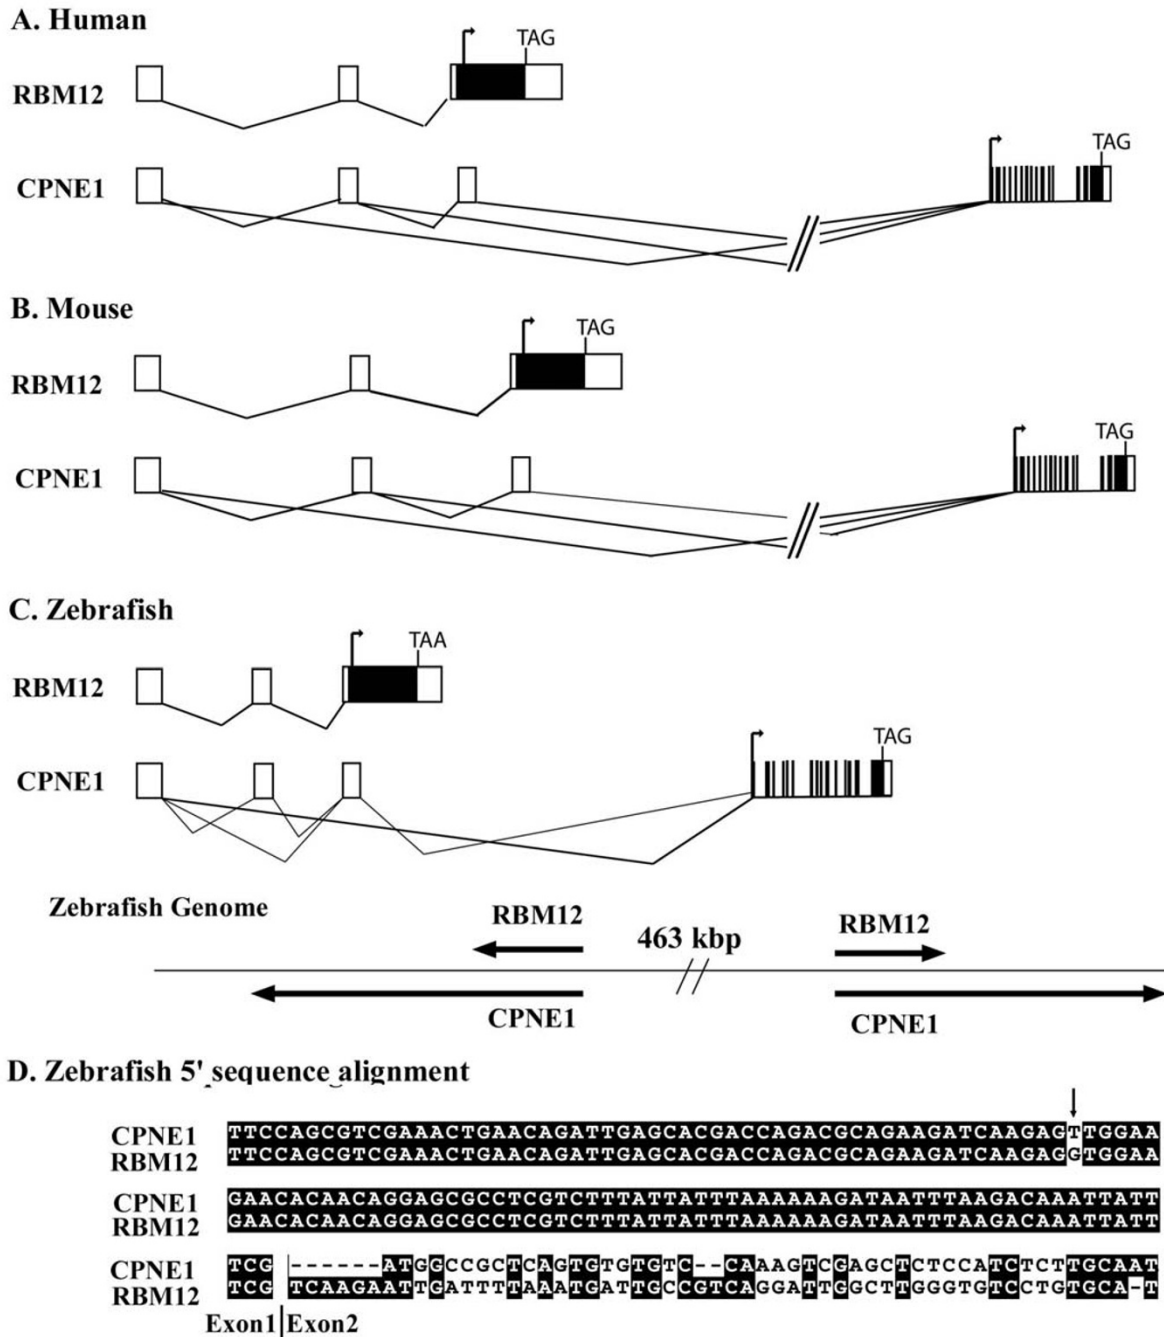 A. Human
TAG
RBM12
TAG
CPNE1
B. Mouse
TAG
RBM12
TAG
CPNE1
C. Zebrafish
TAA
RBM12
TAG
CPNE1
Zebrafish Genome
RBM12
463 kbp
RBM12
CPNE1
CPNE1
D. Zebrafish 5' sequence alignment
CPNE1 TTCCAGCGTCGAAACTGAACAGATTGAGCACGACCAGACGCAGAAGATCAAGAGTTGGAA
RBM12 TTCCAGCGTCGAAACTGAACAGATTGAGCACGACCAGACGCAGAAGATCAAGAGGTGGAA
CPNE1 GAACACAACAGGAGCGCCTCGTCTTTATTATTTAAAAAAGATAATTTAAGACAAATTATT
RBM12 GAACACAACAGGAGCGCCTCGTCTTTATTATTTAAAAAAGATAATTTAAGACAAATTATT
CPNE1 TCG ------ATGGCCGCTCAGTGTGTGTC--CAAAGTCGAGCTCTCCATCTCTTGCAAT
RBM12 TCG TCAAGAATTGATTTTAAATGATTGCCGTCAGGATTGGCTTGGGTGTCCTGTGCA-T
Exon1|Exon2